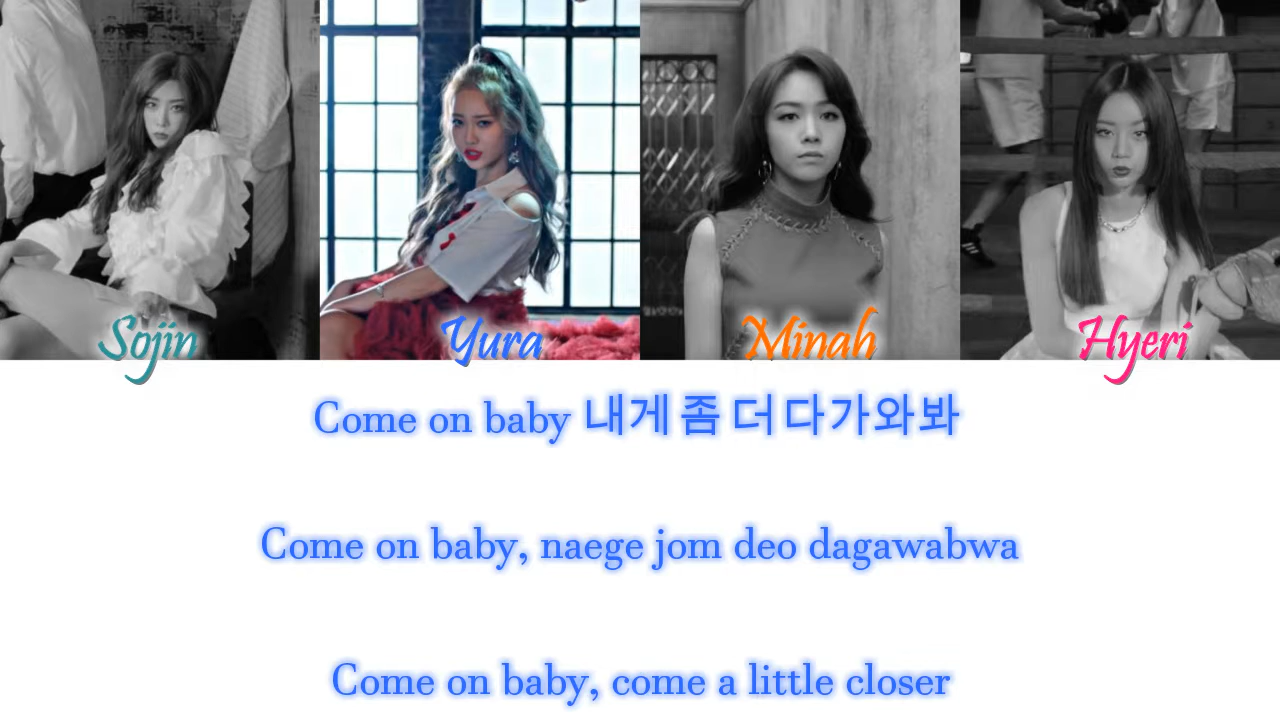 Sojin
Yura
Minah
Hyeri
Come on baby 내게 좀 더 다가와봐
Come on baby, naege jom deo dagawabwa
Come on baby, come a little closer